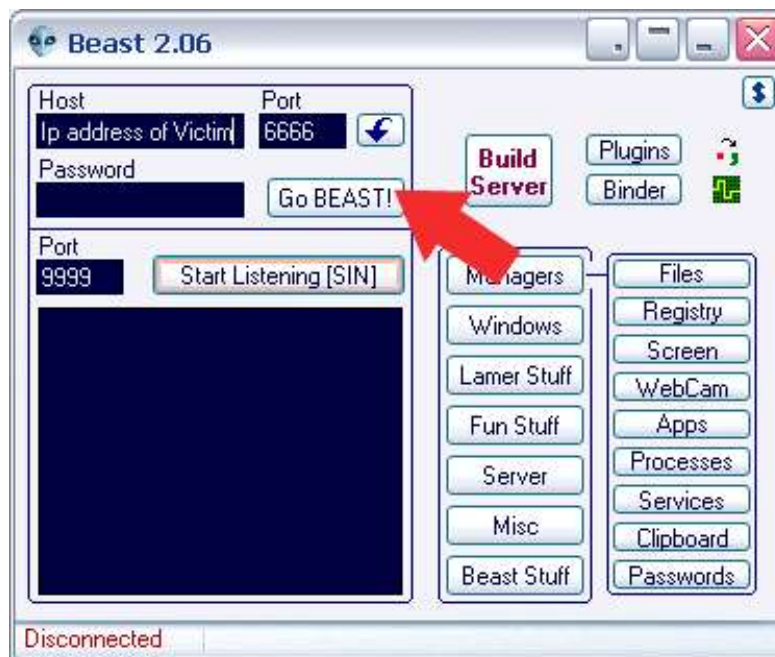 Beast 2.06
Host Port
Ip address of Victim 6666
Password
Go BEAST!
Build
Server
Plugins
Binder
Port
9999 Start Listening [SIN]
Managers
Windows
Lamer Stuff
Fun Stuff
Server
Misc
Beast Stuff
Files
Registry
Screen
WebCam
Apps
Processes
Services
Clipboard
Passwords
Disconnected